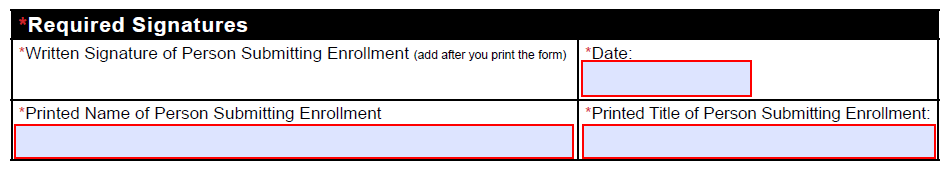 *Required Signatures
*Written Signature of Person Submitting Enrollment (add after you print the form)
*Date:
*Printed Name of Person Submitting Enrollment
*Printed Title of Person Submitting Enrollment: